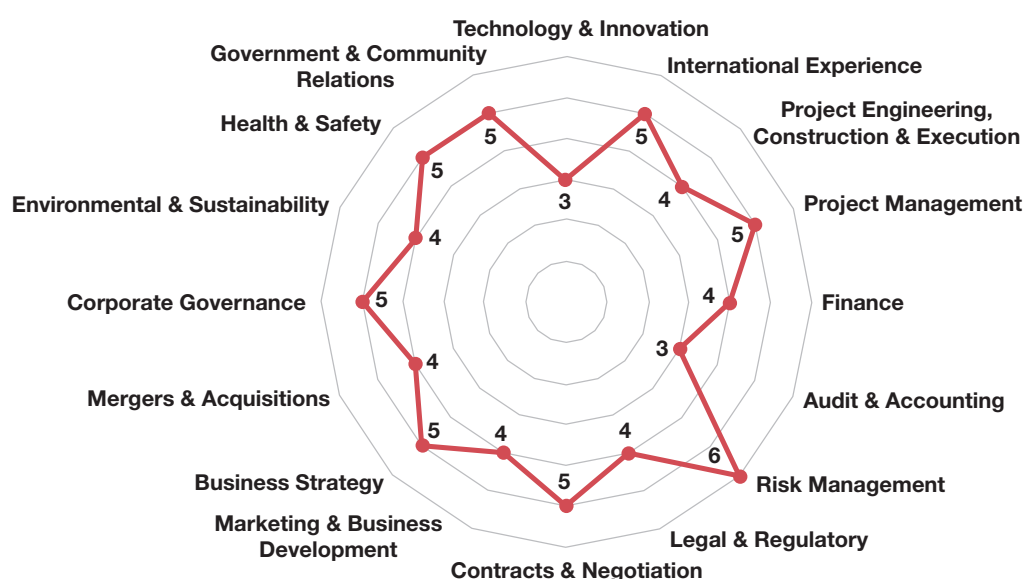 Technology & Innovation
Government & Community
Relations
International Experience
Project Engineering,
Construction & Execution
Health & Safety
5
5
5
4
3
Environmental & Sustainability
Project Management
4
5
Corporate Governance
5
4
Finance
3
4
Mergers & Acquisitions
Audit & Accounting
5
4
4
6
Business Strategy
5
Risk Management
Marketing & Business
Development
Legal & Regulatory
Contracts & Negotiation